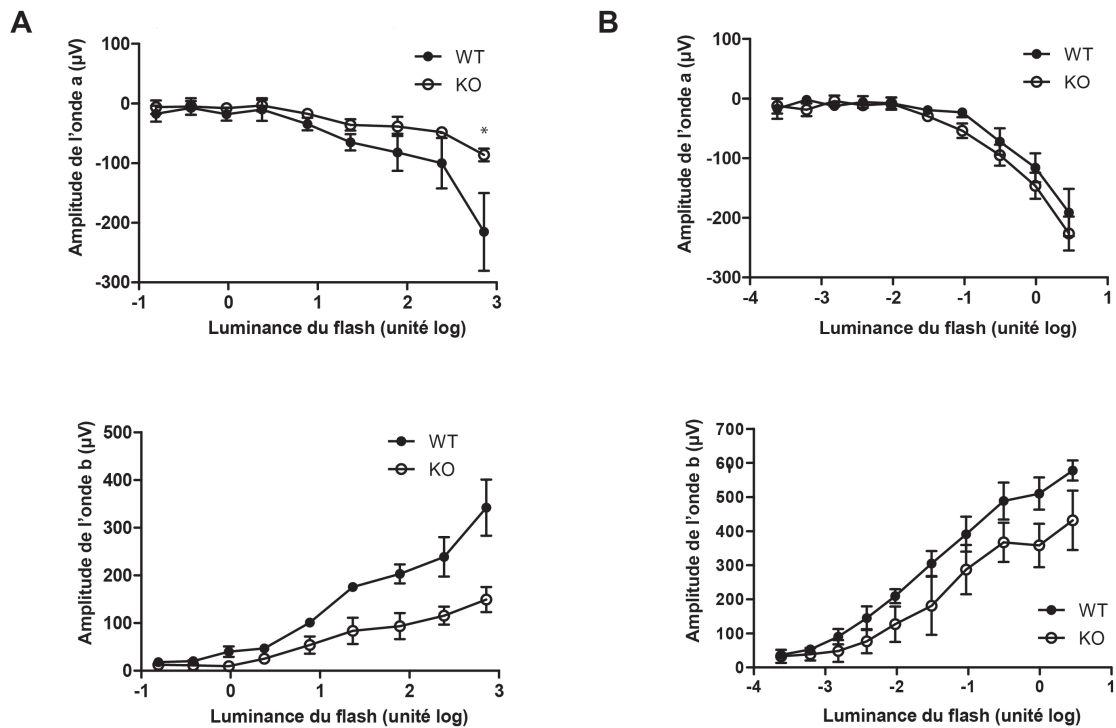 A
B
Amplitude de l'onde a (µV)
100
0
-100
-200
-300
-1
0
1
2
3
Luminance du flash (unité log)
WT
KO
*
Amplitude de l'onde a (µV)
100
0
-100
-200
-300
-4
-3
-2
-1
0
1
Luminance du flash (unité log)
WT
KO
Amplitude de l'onde b (µV)
500
400
300
200
100
0
-1
0
1
2
3
Luminance du flash (unité log)
WT
KO
Amplitude de l'onde b (µV)
700
600
500
400
300
200
100
0
-4
-3
-2
-1
0
1
Luminance du flash (unité log)
WT
KO